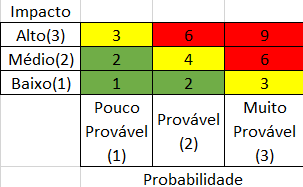 Impacto
Alto(3) 3 6 9
Médio(2) 2 4 6
Baixo(1) 1 2 3
Pouco Provável (1)
Provável (2)
Muito Provável (3)
Probabilidade